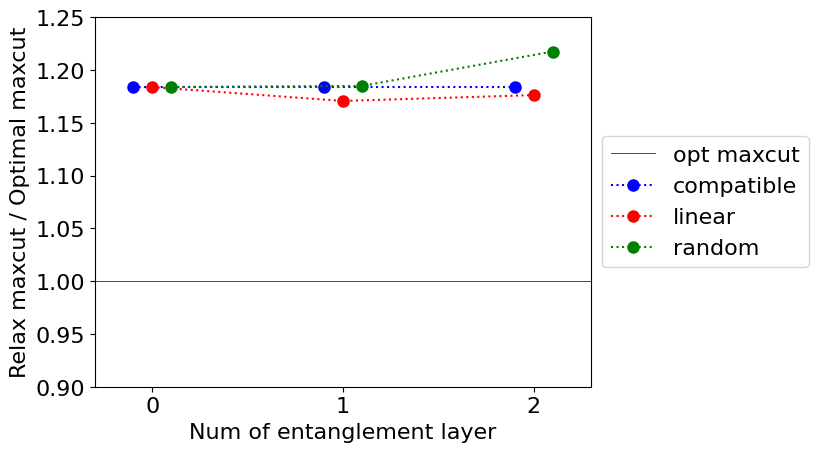 Relax maxcut / Optimal maxcut
1.25
1.20
1.15
1.10
1.05
1.00
0.95
0.90
0
1
2
Num of entanglement layer
opt maxcut
compatible
linear
random